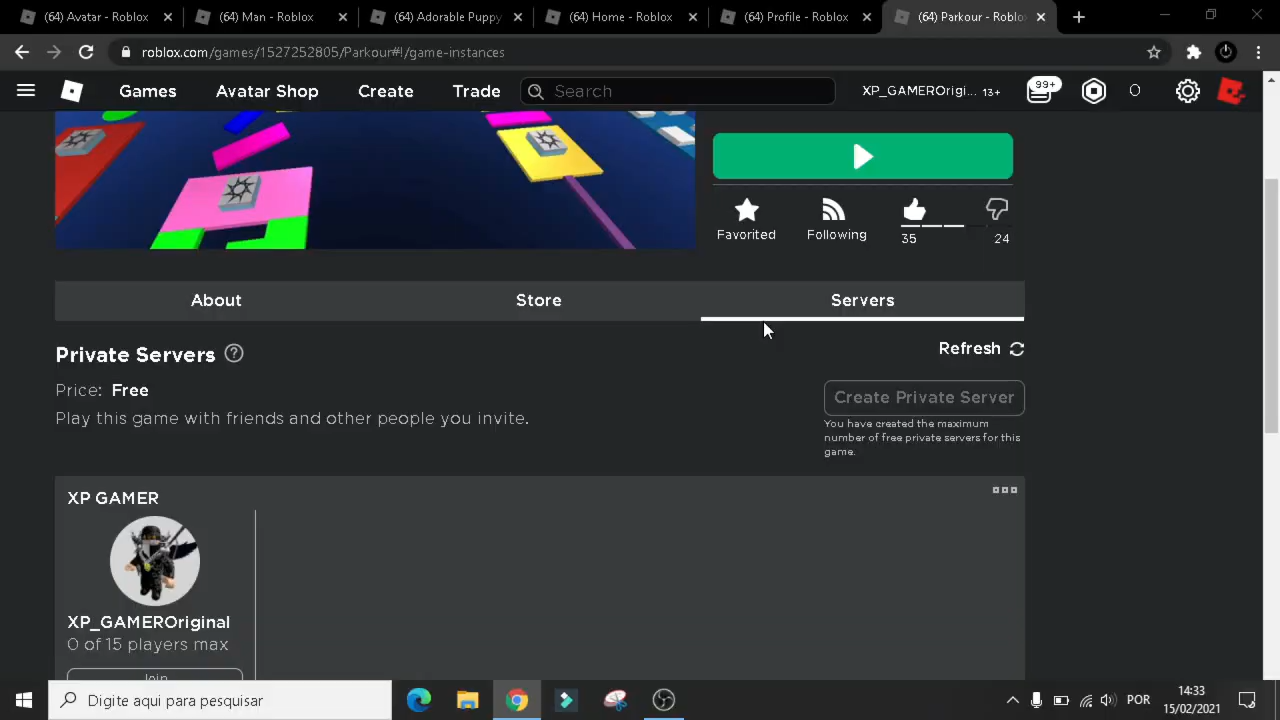 (64) Avatar - Roblox
(64) Man - Roblox
(64) Adorable Puppy
(64) Home - Roblox
(64) Profile - Roblox
(64) Parkour - Roblo
roblox.com/games/1527252805/Parkour#!/game-instances
Games
Avatar Shop
Create
Trade
Search
XP_GAMEROrigi... 13+
99+
0
Favorited
Following
35
24
About
Store
Servers
Private Servers
Refresh
Price: Free
Create Private Server
Play this game with friends and other people you invite.
You have created the maximum
number of free private servers for this
game.
XP GAMER
XP_GAMEROriginal
0 of 15 players max
Join
Digite aqui para pesquisar
POR
14:33
15/02/2021